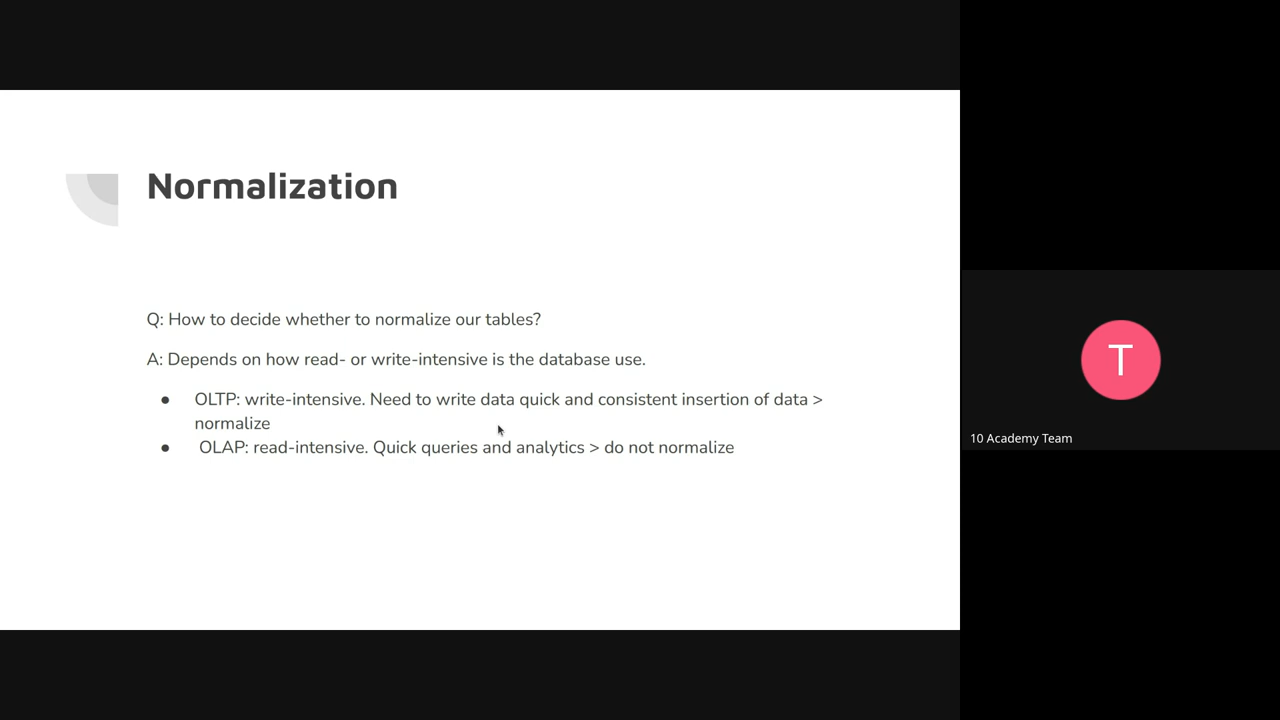 Normalization
Q: How to decide whether to normalize our tables?
A: Depends on how read- or write-intensive is the database use.
● OLTP: write-intensive. Need to write data quick and consistent insertion of data >
normalize
● OLAP: read-intensive. Quick queries and analytics > do not normalize
T
10 Academy Team